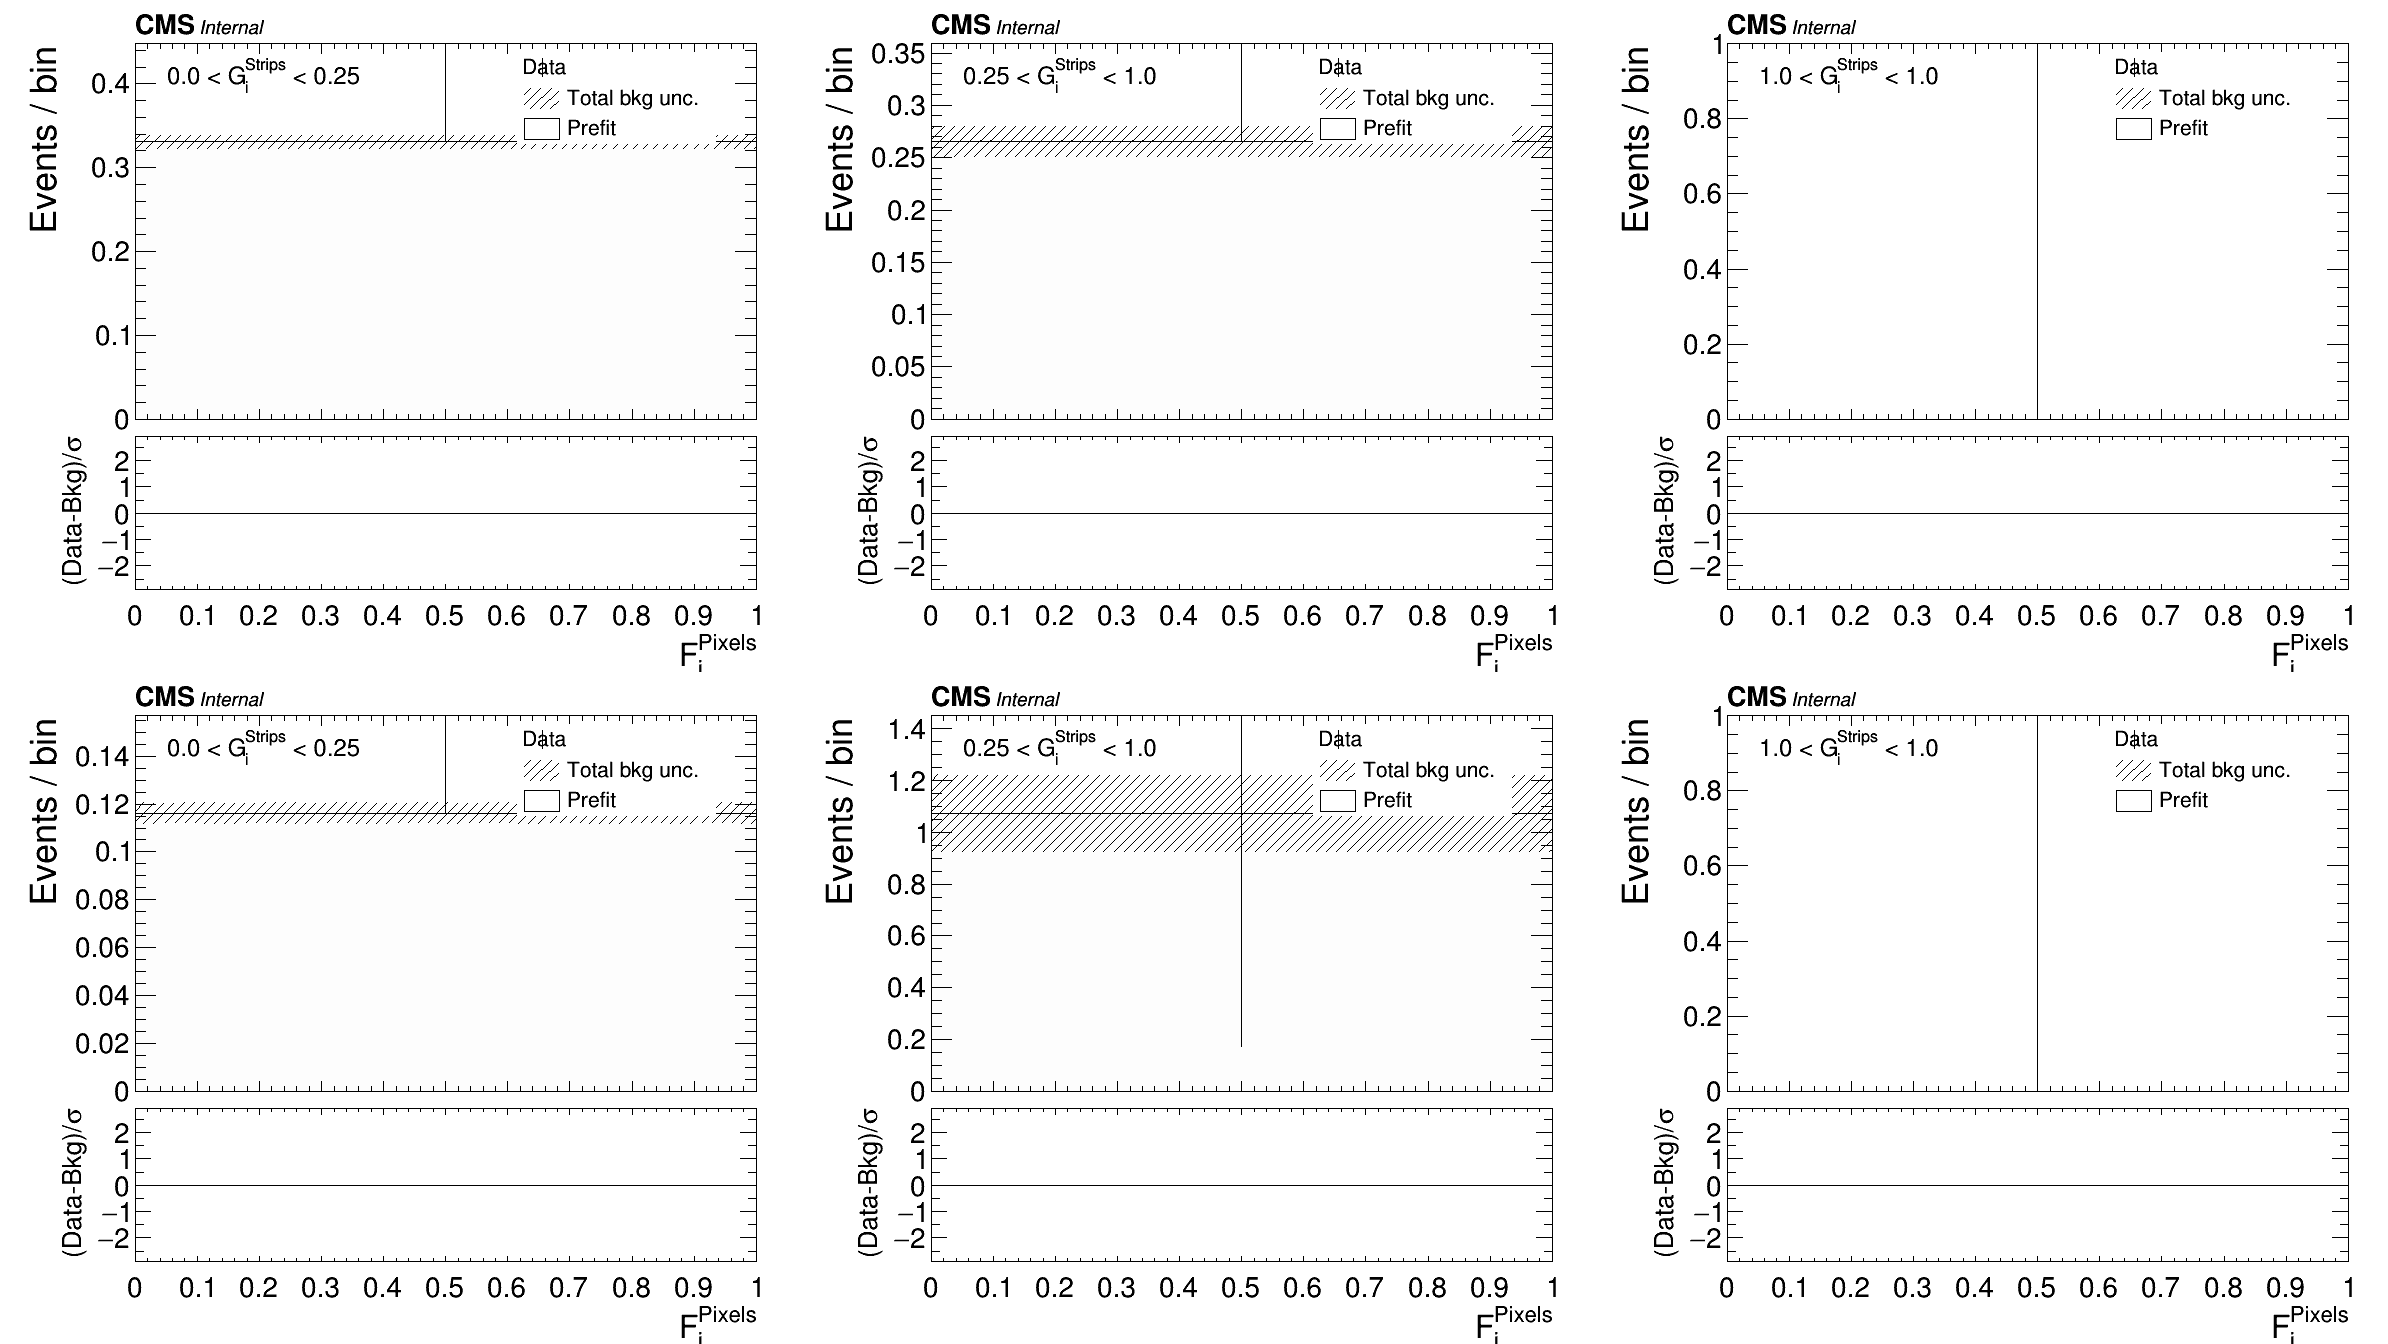 CMS Internal
Events / bin
0.0 < G_i^Strips < 0.25
Data
Total bkg unc.
Prefit
0.4
0.3
0.2
0.1
0
(Data-Bkg)/σ
2
1
0
−1
−2
0 0.1 0.2 0.3 0.4 0.5 0.6 0.7 0.8 0.9 1
F_i^Pixels
CMS Internal
Events / bin
0.25 < G_i^Strips < 1.0
Data
Total bkg unc.
Prefit
0.35
0.3
0.25
0.2
0.15
0.1
0.05
0
(Data-Bkg)/σ
2
1
0
−1
−2
0 0.1 0.2 0.3 0.4 0.5 0.6 0.7 0.8 0.9 1
F_i^Pixels
CMS Internal
Events / bin
1.0 < G_i^Strips < 1.0
Data
Total bkg unc.
Prefit
1
0.8
0.6
0.4
0.2
0
(Data-Bkg)/σ
2
1
0
−1
−2
0 0.1 0.2 0.3 0.4 0.5 0.6 0.7 0.8 0.9 1
F_i^Pixels
CMS Internal
Events / bin
0.0 < G_i^Strips < 0.25
Data
Total bkg unc.
Prefit
0.14
0.12
0.1
0.08
0.06
0.04
0.02
0
(Data-Bkg)/σ
2
1
0
−1
−2
0 0.1 0.2 0.3 0.4 0.5 0.6 0.7 0.8 0.9 1
F_i^Pixels
CMS Internal
Events / bin
0.25 < G_i^Strips < 1.0
Data
Total bkg unc.
Prefit
1.4
1.2
1
0.8
0.6
0.4
0.2
0
(Data-Bkg)/σ
2
1
0
−1
−2
0 0.1 0.2 0.3 0.4 0.5 0.6 0.7 0.8 0.9 1
F_i^Pixels
CMS Internal
Events / bin
1.0 < G_i^Strips < 1.0
Data
Total bkg unc.
Prefit
1
0.8
0.6
0.4
0.2
0
(Data-Bkg)/σ
2
1
0
−1
−2
0 0.1 0.2 0.3 0.4 0.5 0.6 0.7 0.8 0.9 1
F_i^Pixels